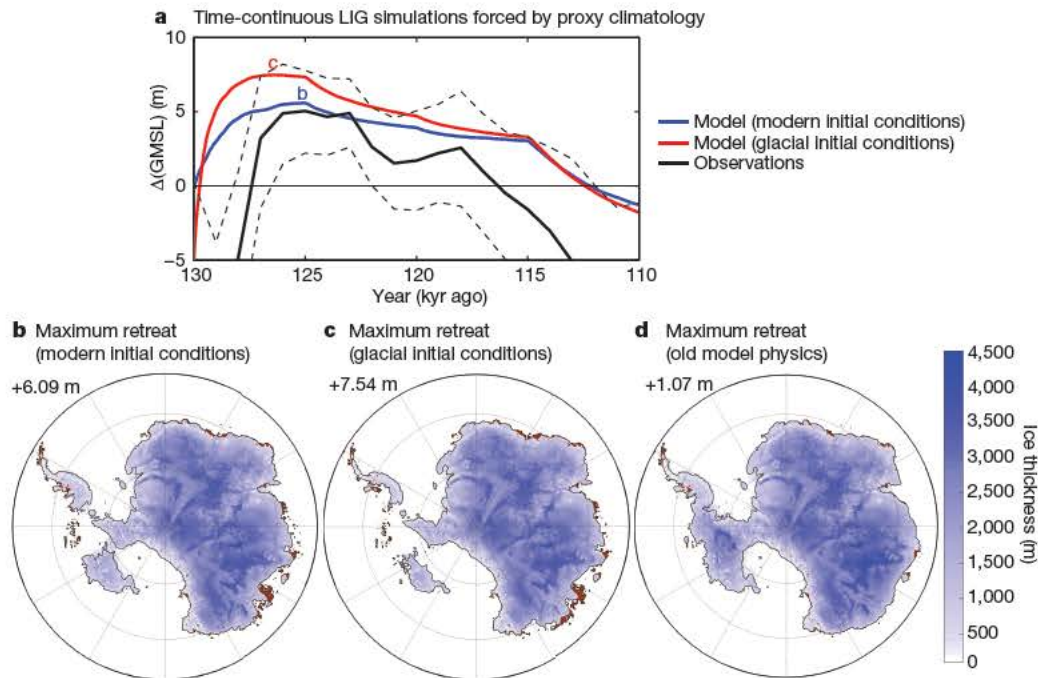 a Time-continuous LIG simulations forced by proxy climatology
10
5
0
−5
Δ(GMSL) (m)
c
b
130 125 120 115 110
Year (kyr ago)
Model (modern initial conditions)
Model (glacial initial conditions)
Observations
b Maximum retreat
(modern initial conditions)
+6.09 m
c Maximum retreat
(glacial initial conditions)
+7.54 m
d Maximum retreat
(old model physics)
+1.07 m
4,500
4,000
3,500
3,000
2,500
2,000
1,500
1,000
500
0
Ice thickness (m)